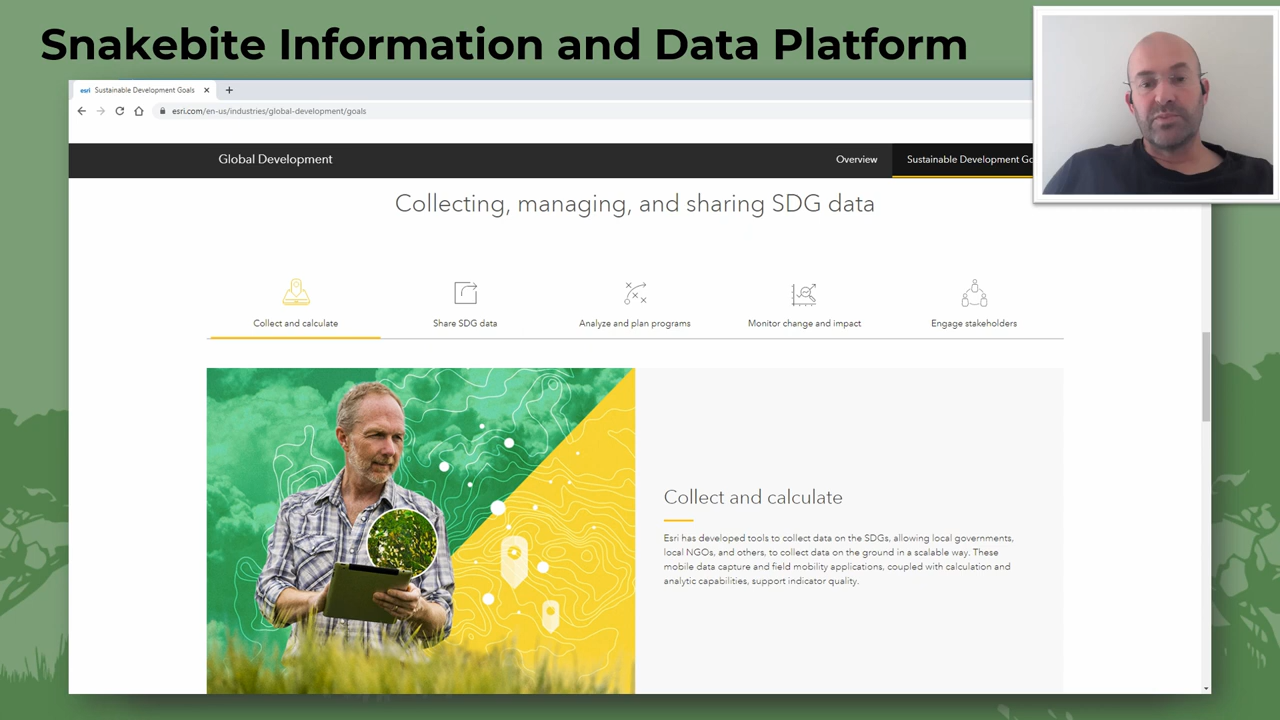 Snakebite Information and Data Platform
esri Sustainable Development Goals
esri.com/en-us/industries/global-development/goals
Global Development
Overview
Sustainable Development Go
Collecting, managing, and sharing SDG data
Collect and calculate
Share SDG data
Analyze and plan programs
Monitor change and impact
Engage stakeholders
Collect and calculate
Esri has developed tools to collect data on the SDGs, allowing local governments,
local NGOs, and others, to collect data on the ground in a scalable way. These
mobile data capture and field mobility applications, coupled with calculation and
analytic capabilities, support indicator quality.